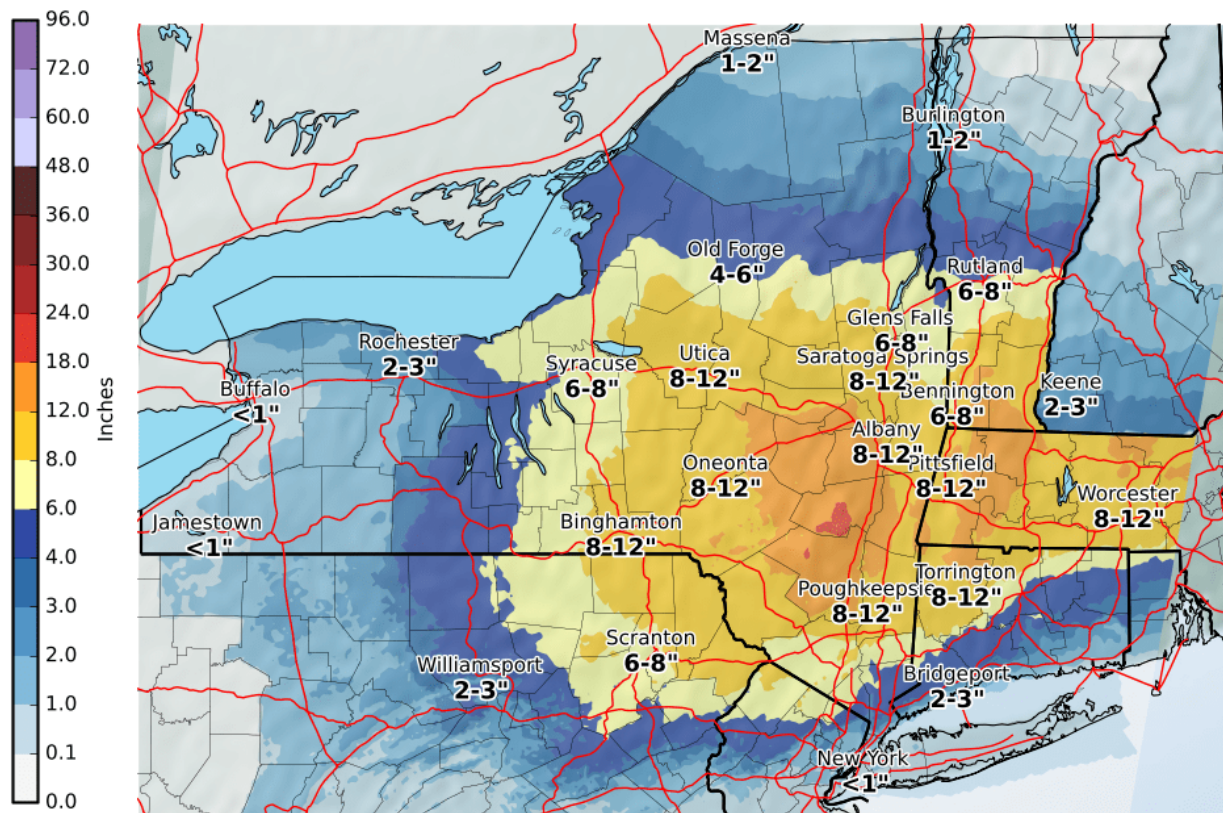 96.0
72.0
60.0
48.0
36.0
30.0
24.0
18.0
12.0
8.0
6.0
4.0
3.0
2.0
1.0
0.1
0.0
Inches
Massena
1-2"
Burlington
1-2"
Old Forge
4-6"
Rutland
6-8"
Glens Falls
6-8"
Rochester
2-3"
Syracuse
6-8"
Utica
8-12"
Saratoga Springs
8-12"
Buffalo
<1"
Bennington
6-8"
Keene
2-3"
Albany
8-12"
Oneonta
8-12"
Pittsfield
8-12"
Worcester
8-12"
Jamestown
<1"
Binghamton
8-12"
Poughkeepsie
8-12"
Torrington
8-12"
Scranton
6-8"
Williamsport
2-3"
Bridgeport
2-3"
New York
<1"